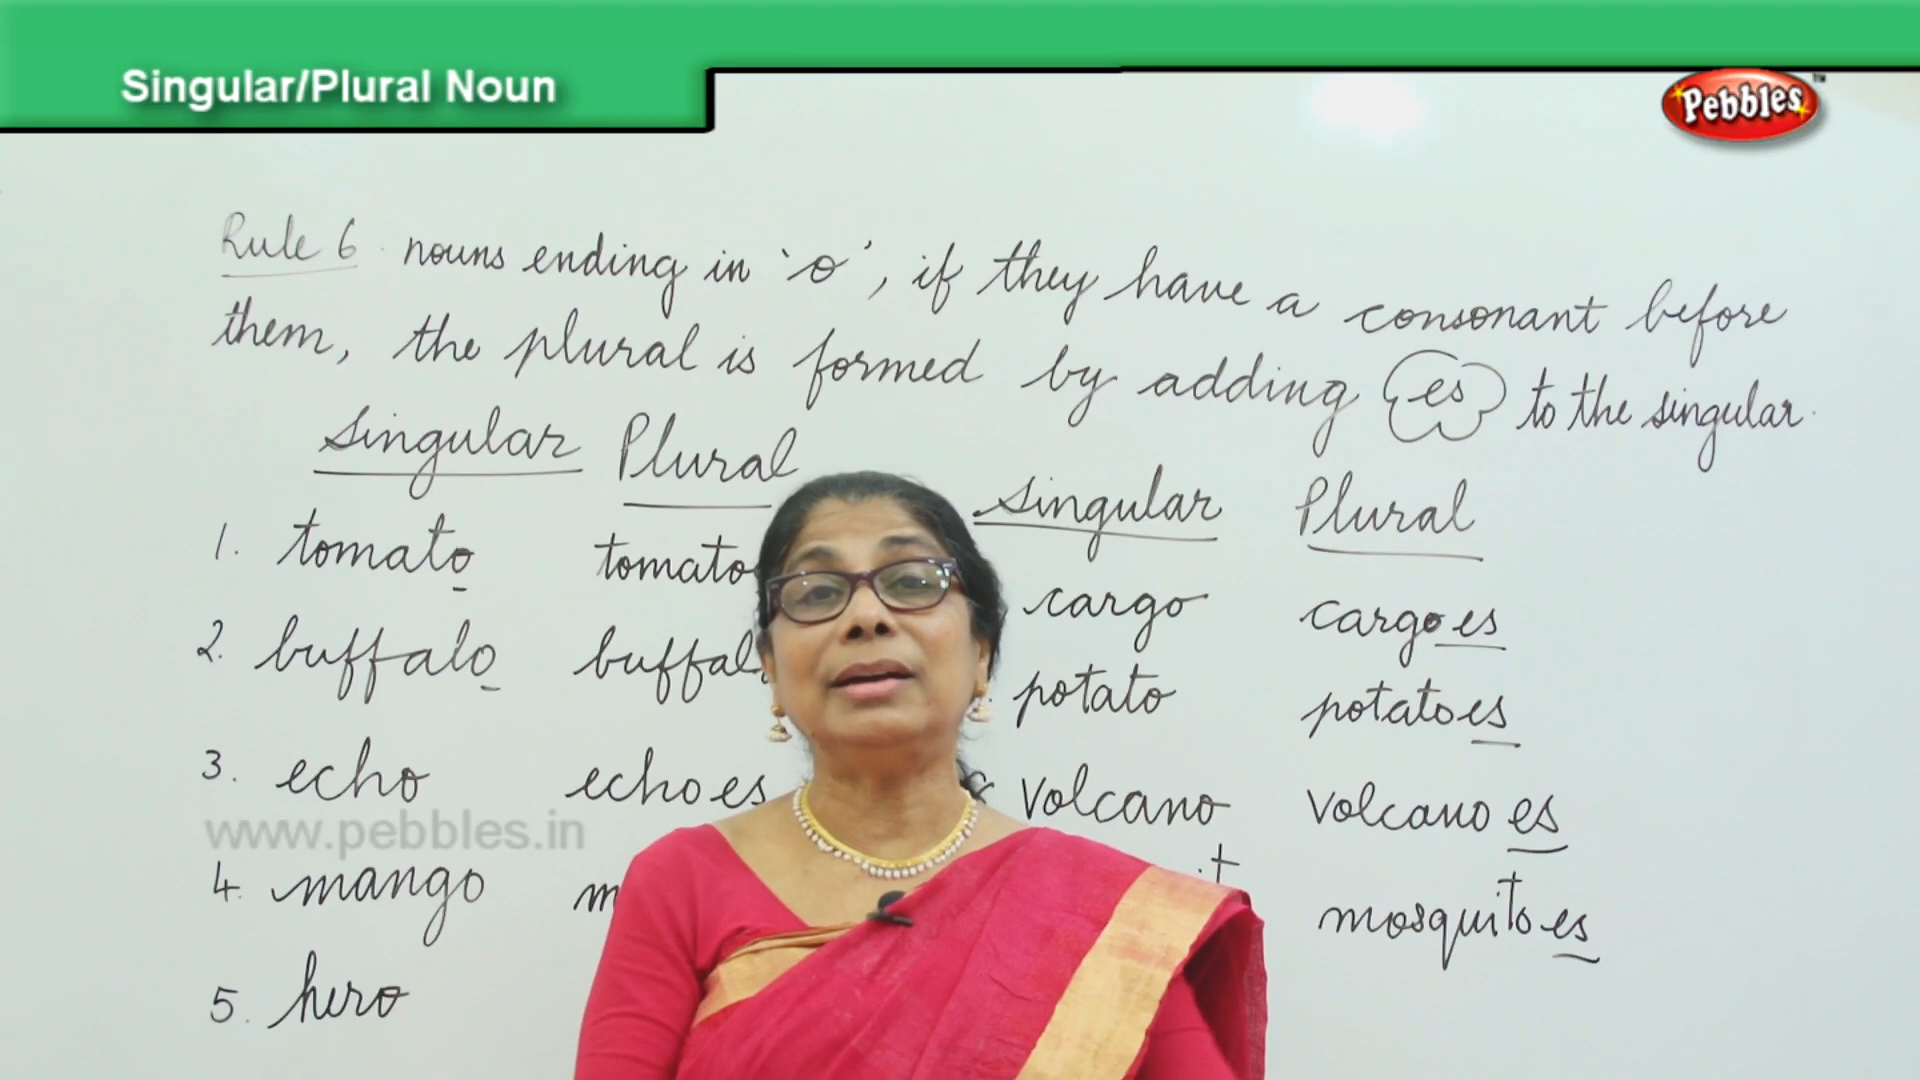 Singular/Plural Noun
Pebbles TM
Rule 6. nouns ending in 'o', if they have a consonant before
them, the plural is formed by adding es to the singular.
Singular Plural
1. tomato tomato
2. buffalo buffal
3. echo echoes
4. mango m
5. hero
Singular Plural
cargo cargoes
potato potatoes
volcano volcanoes
mosquitoes
www.pebbles.in